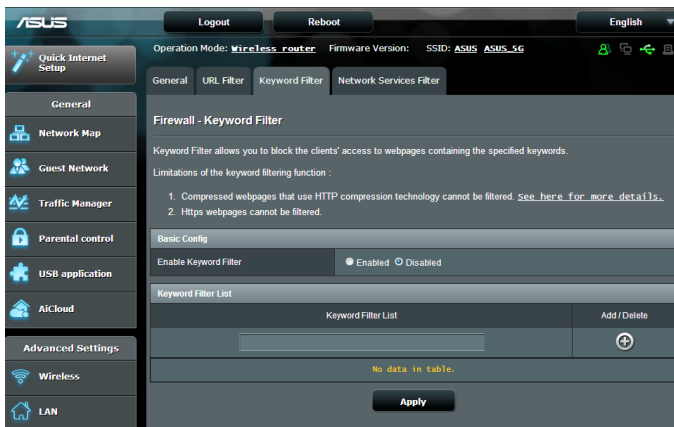 ASUS
Logout
Reboot
English
Quick Internet Setup
Operation Mode: Wireless router Firmware Version: SSID: ASUS ASUS_5G
General
URL Filter
Keyword Filter
Network Services Filter
General
Network Map
Guest Network
Traffic Manager
Parental control
USB application
AiCloud
Advanced Settings
Wireless
LAN
Firewall - Keyword Filter
Keyword Filter allows you to block the clients' access to webpages containing the specified keywords.
Limitations of the keyword filtering function :
1. Compressed webpages that use HTTP compression technology cannot be filtered. See here for more details.
2. Https webpages cannot be filtered.
Basic Config
Enable Keyword Filter
Enabled Disabled
Keyword Filter List
Keyword Filter List
Add / Delete
No data in table.
Apply